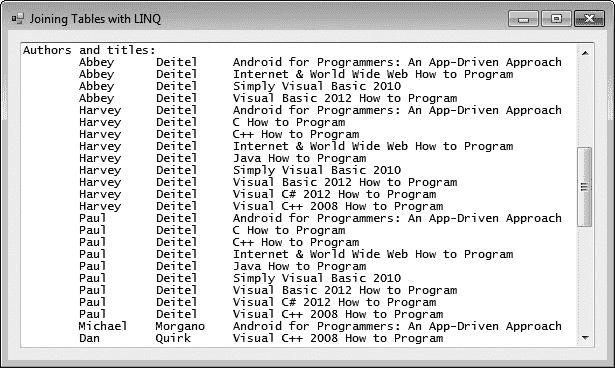 Joining Tables with LINQ
Authors and titles:
Abbey Deitel Android for Programmers: An App-Driven Approach
Abbey Deitel Internet & World Wide Web How to Program
Abbey Deitel Simply Visual Basic 2010
Abbey Deitel Visual Basic 2012 How to Program
Harvey Deitel Android for Programmers: An App-Driven Approach
Harvey Deitel C How to Program
Harvey Deitel C++ How to Program
Harvey Deitel Internet & World Wide Web How to Program
Harvey Deitel Java How to Program
Harvey Deitel Simply Visual Basic 2010
Harvey Deitel Visual Basic 2012 How to Program
Harvey Deitel Visual C# 2012 How to Program
Harvey Deitel Visual C++ 2008 How to Program
Paul Deitel Android for Programmers: An App-Driven Approach
Paul Deitel C How to Program
Paul Deitel C++ How to Program
Paul Deitel Internet & World Wide Web How to Program
Paul Deitel Java How to Program
Paul Deitel Simply Visual Basic 2010
Paul Deitel Visual Basic 2012 How to Program
Paul Deitel Visual C# 2012 How to Program
Paul Deitel Visual C++ 2008 How to Program
Michael Morgano Android for Programmers: An App-Driven Approach
Dan Quirk Visual C++ 2008 How to Program